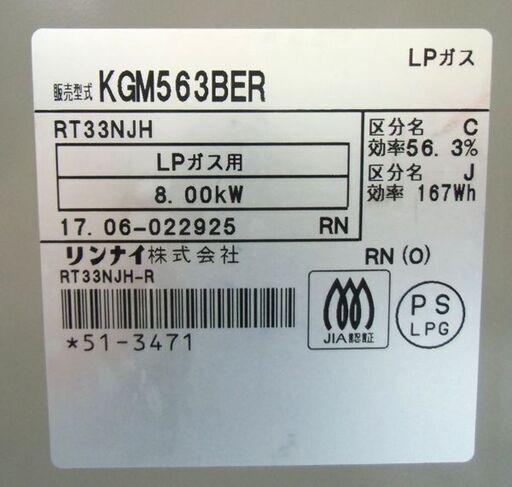 LPガス
販売型式 KGM563BER
RT33NJH
LPガス用
8.00kW
17.06-022925 RN
区分名 C
効率56.3%
区分名 J
効率 167Wh
リンナイ株式会社
RT33NJH-R
RN(O)
*51-3471
JIA認証
PS
LPG